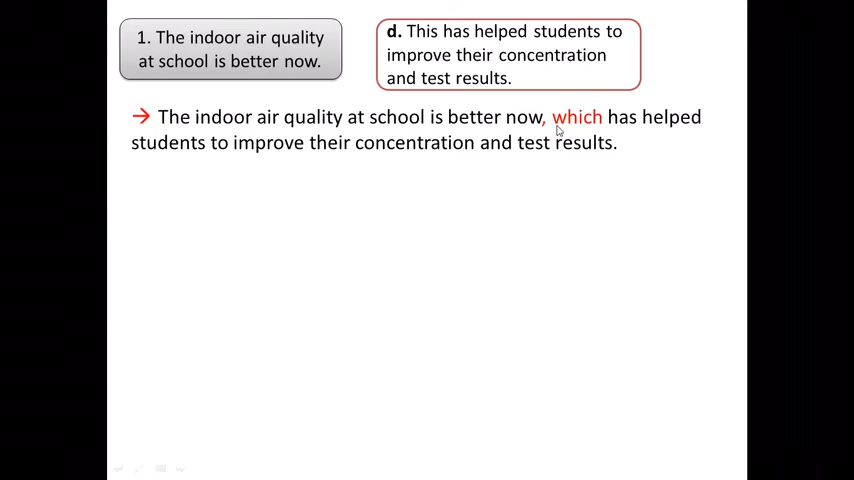 1. The indoor air quality
at school is better now.
d. This has helped students to
improve their concentration
and test results.
→ The indoor air quality at school is better now, which has helped
students to improve their concentration and test results.